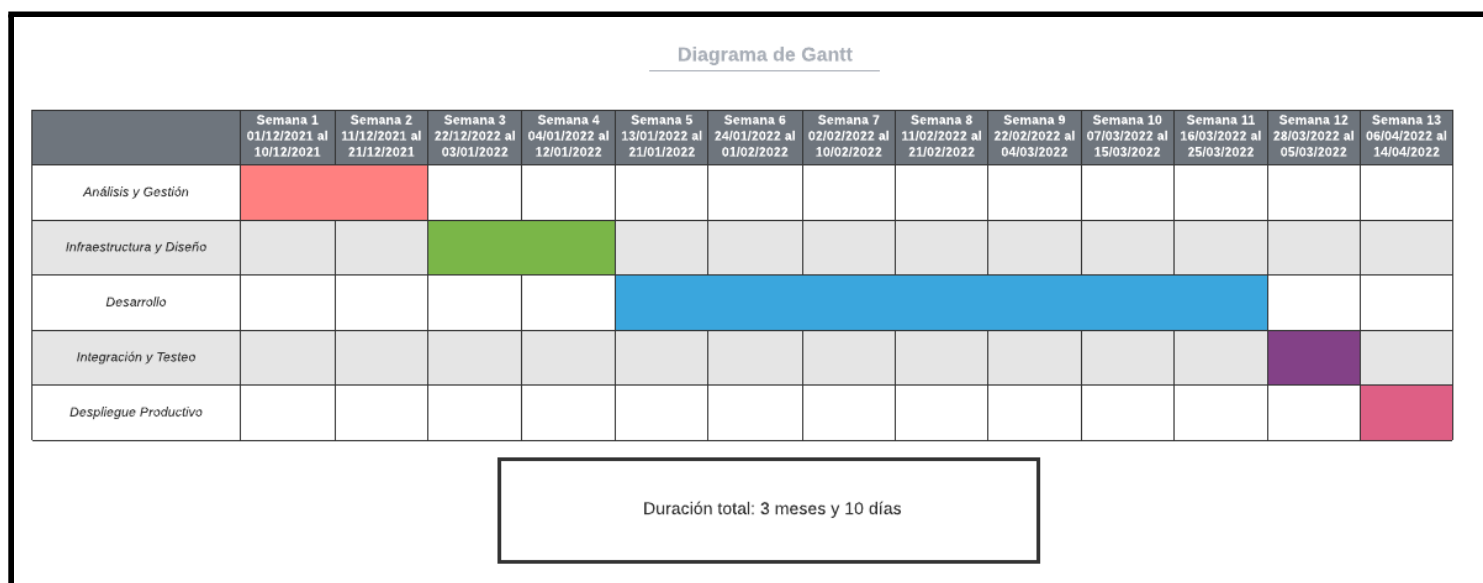 Diagrama de Gantt
Semana 1
01/12/2021 al
10/12/2021
Semana 2
11/12/2021 al
21/12/2021
Semana 3
22/12/2022 al
03/01/2022
Semana 4
04/01/2022 al
12/01/2022
Semana 5
13/01/2022 al
21/01/2022
Semana 6
24/01/2022 al
01/02/2022
Semana 7
02/02/2022 al
10/02/2022
Semana 8
11/02/2022 al
21/02/2022
Semana 9
22/02/2022 al
04/03/2022
Semana 10
07/03/2022 al
15/03/2022
Semana 11
16/03/2022 al
25/03/2022
Semana 12
28/03/2022 al
05/03/2022
Semana 13
06/04/2022 al
14/04/2022
Análisis y Gestión
Infraestructura y Diseño
Desarrollo
Integración y Testeo
Despliegue Productivo
Duración total: 3 meses y 10 días